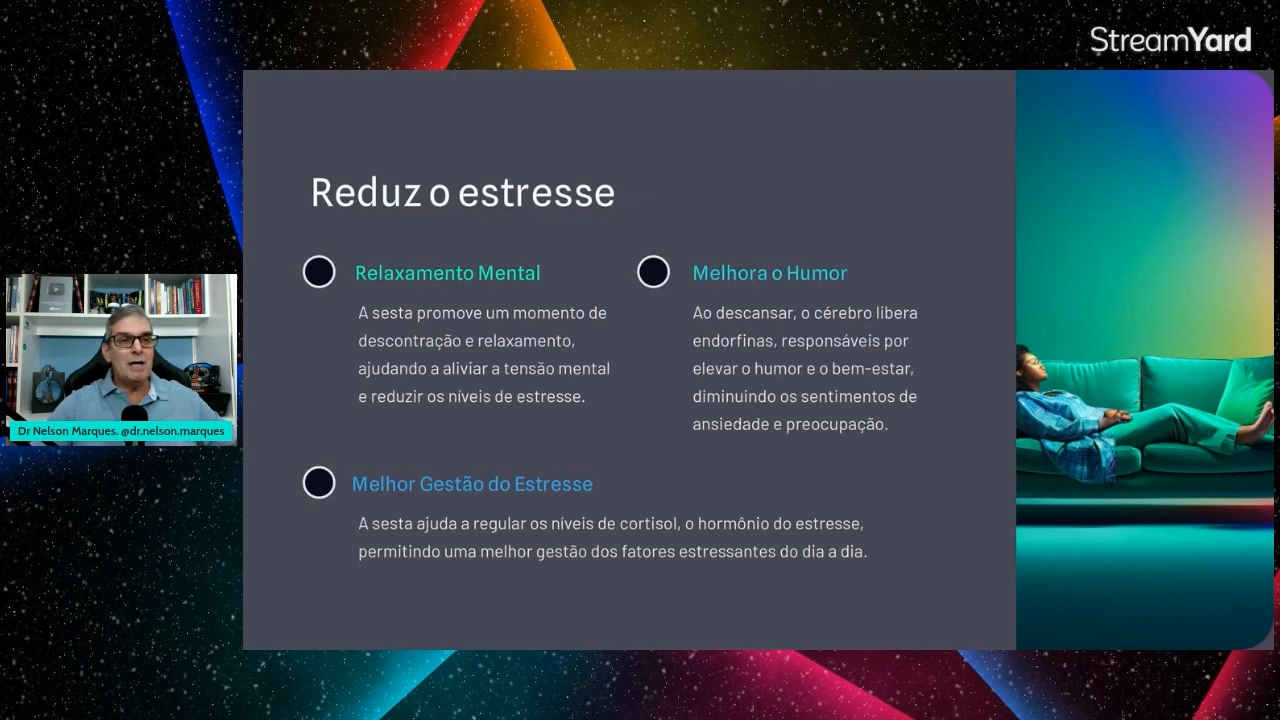 StreamYard
Reduz o estresse
Relaxamento Mental
A sesta promove um momento de
descontração e relaxamento,
ajudando a aliviar a tensão mental
e reduzir os níveis de estresse.
Melhora o Humor
Ao descansar, o cérebro libera
endorfinas, responsáveis por
elevar o humor e o bem-estar,
diminuindo os sentimentos de
ansiedade e preocupação.
Melhor Gestão do Estresse
A sesta ajuda a regular os níveis de cortisol, o hormônio do estresse,
permitindo uma melhor gestão dos fatores estressantes do dia a dia.
Dr Nelson Marques. @dr.nelson.marques